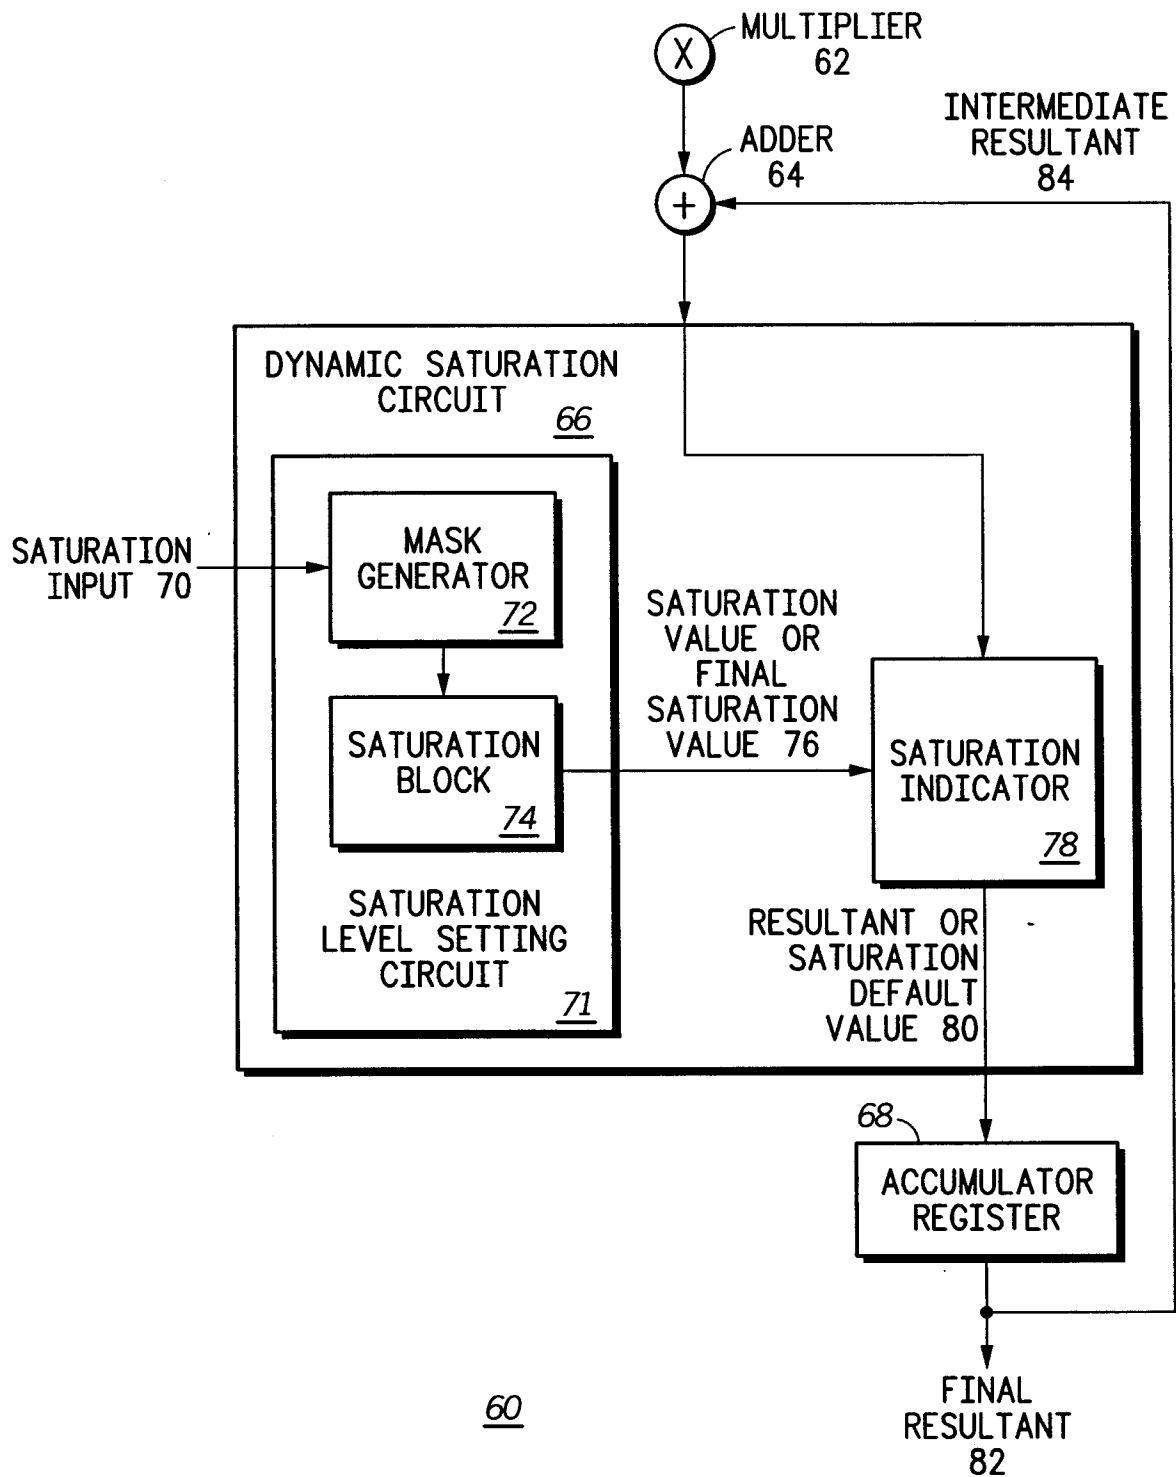 X
MULTIPLIER
62
ADDER
64
+
INTERMEDIATE
RESULTANT
84
DYNAMIC SATURATION
CIRCUIT
66
SATURATION
INPUT 70
MASK
GENERATOR
72
SATURATION
BLOCK
74
SATURATION
LEVEL SETTING
CIRCUIT
71
SATURATION
VALUE OR
FINAL
SATURATION
VALUE 76
SATURATION
INDICATOR
78
RESULTANT OR
SATURATION
DEFAULT
VALUE 80
68
ACCUMULATOR
REGISTER
FINAL
RESULTANT
82
60